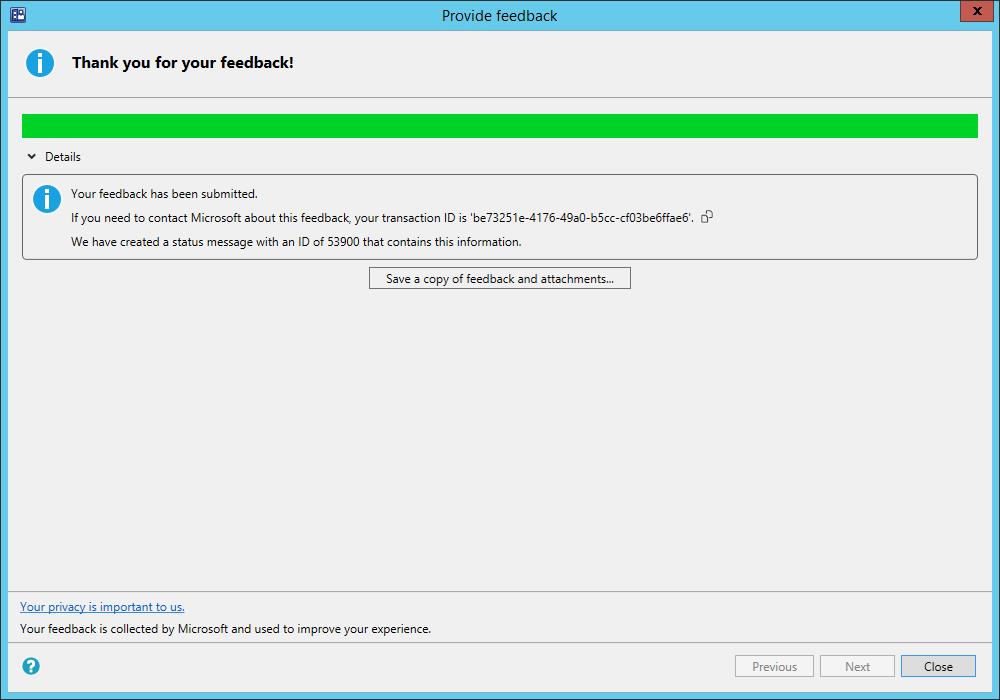 Provide feedback
Thank you for your feedback!
Details
Your feedback has been submitted.
If you need to contact Microsoft about this feedback, your transaction ID is 'be73251e-4176-49a0-b5cc-cf03be6ffae6'.
We have created a status message with an ID of 53900 that contains this information.
Save a copy of feedback and attachments...
Your privacy is important to us.
Your feedback is collected by Microsoft and used to improve your experience.
Previous Next Close